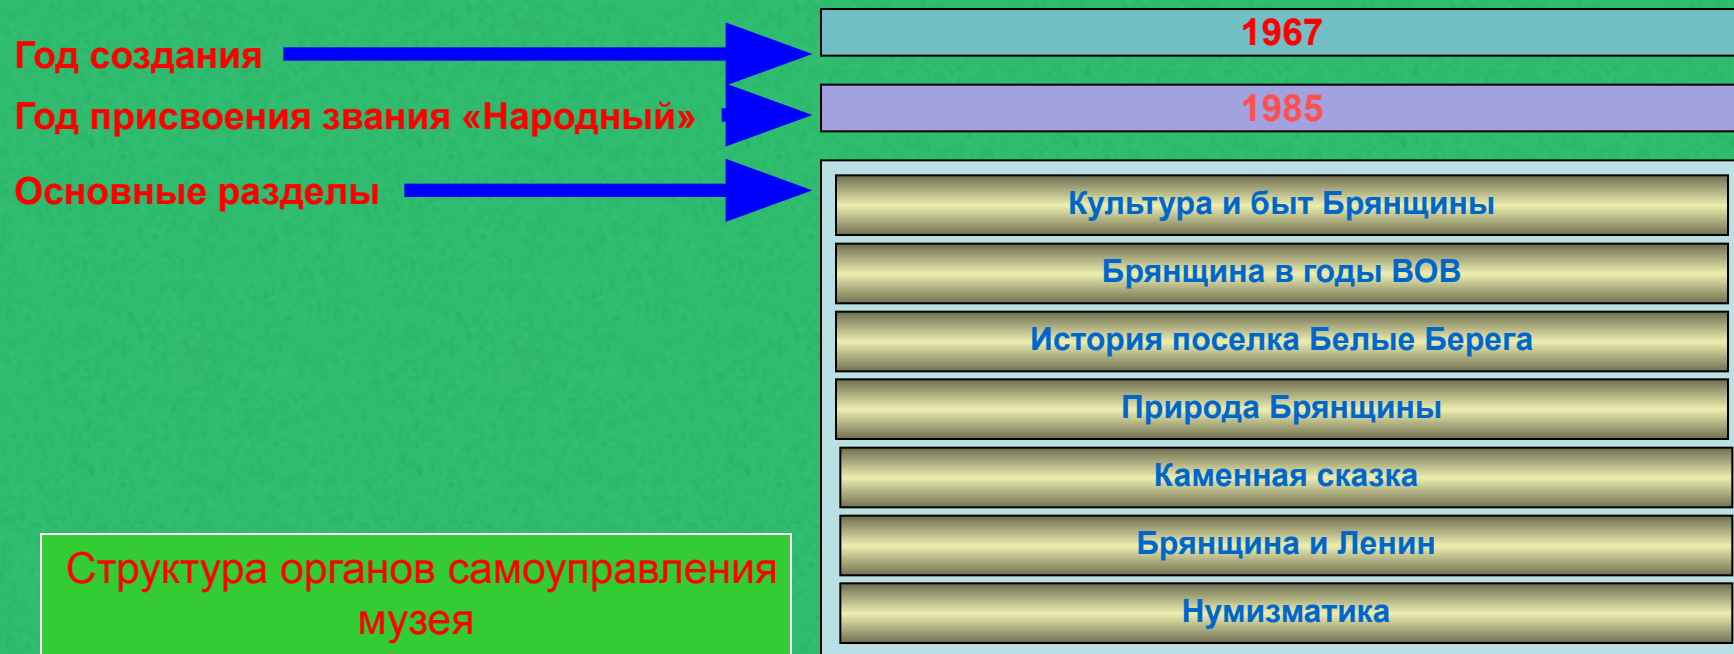 Год создания
1967
Год присвоения звания «Народный»
1985
Основные разделы
Культура и быт Брянщины
Брянщина в годы ВОВ
История поселка Белые Берега
Природа Брянщины
Каменная сказка
Брянщина и Ленин
Нумизматика
Структура органов самоуправления
музея